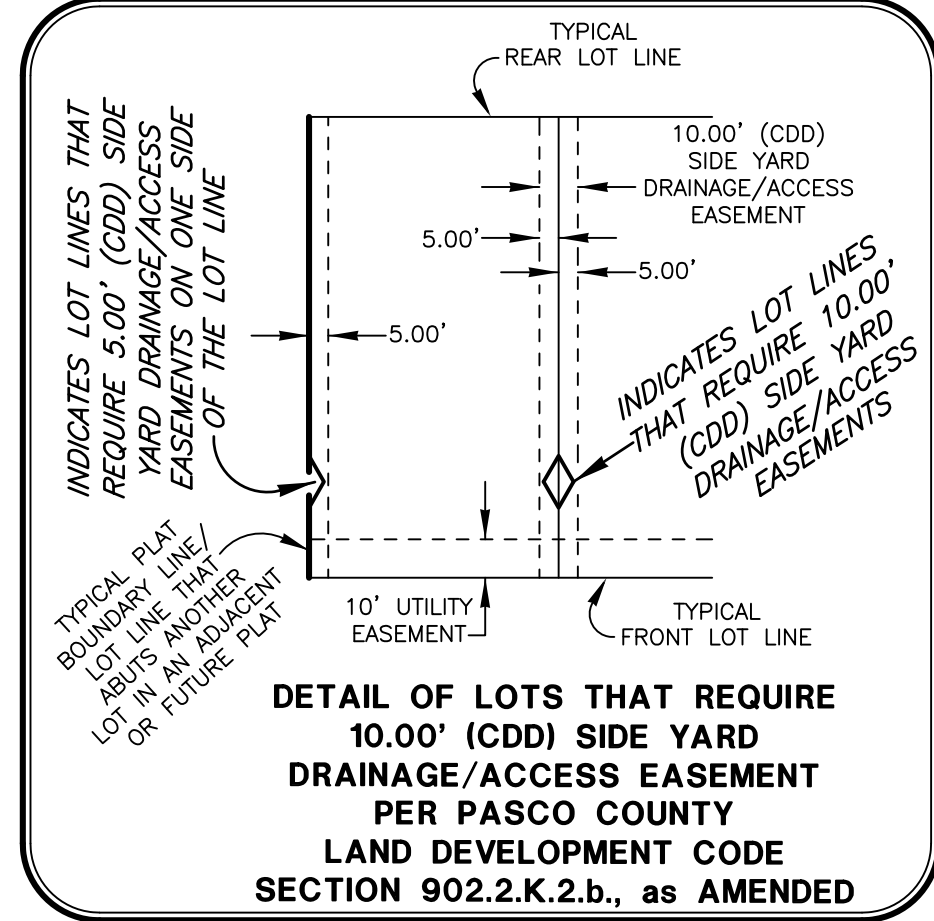 TYPICAL
REAR LOT LINE
INDICATES LOT LINES THAT
REQUIRE 5.00' (CDD) SIDE
YARD DRAINAGE/ACCESS
EASEMENTS ON ONE SIDE
OF THE LOT LINE
10.00' (CDD)
SIDE YARD
DRAINAGE/ACCESS
EASEMENT
5.00'
5.00'
5.00'
INDICATES LOT LINES
THAT REQUIRE 10.00'
(CDD) SIDE YARD
DRAINAGE/ACCESS
EASEMENTS
TYPICAL PLAT
BOUNDARY LINE/
LOT LINE THAT
ABUTS ANOTHER
LOT IN AN ADJACENT
OR FUTURE PLAT
10' UTILITY
EASEMENT
TYPICAL
FRONT LOT LINE
DETAIL OF LOTS THAT REQUIRE
10.00' (CDD) SIDE YARD
DRAINAGE/ACCESS EASEMENT
PER PASCO COUNTY
LAND DEVELOPMENT CODE
SECTION 902.2.K.2.b., as AMENDED